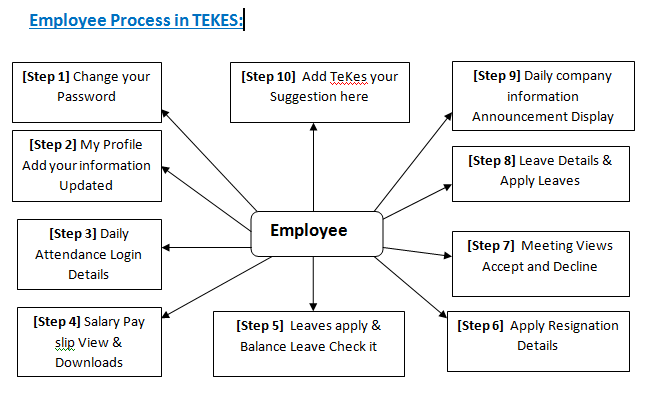 Employee Process in TEKES:
[Step 1] Change your
Password
[Step 10] Add TeKes your
Suggestion here
[Step 9] Daily company
information
Announcement Display
[Step 2] My Profile
Add your information
Updated
[Step 8] Leave Details &
Apply Leaves
Employee
[Step 3] Daily
Attendance Login
Details
[Step 7] Meeting Views
Accept and Decline
[Step 4] Salary Pay
slip View &
Downloads
[Step 5] Leaves apply &
Balance Leave Check it
[Step 6] Apply Resignation
Details